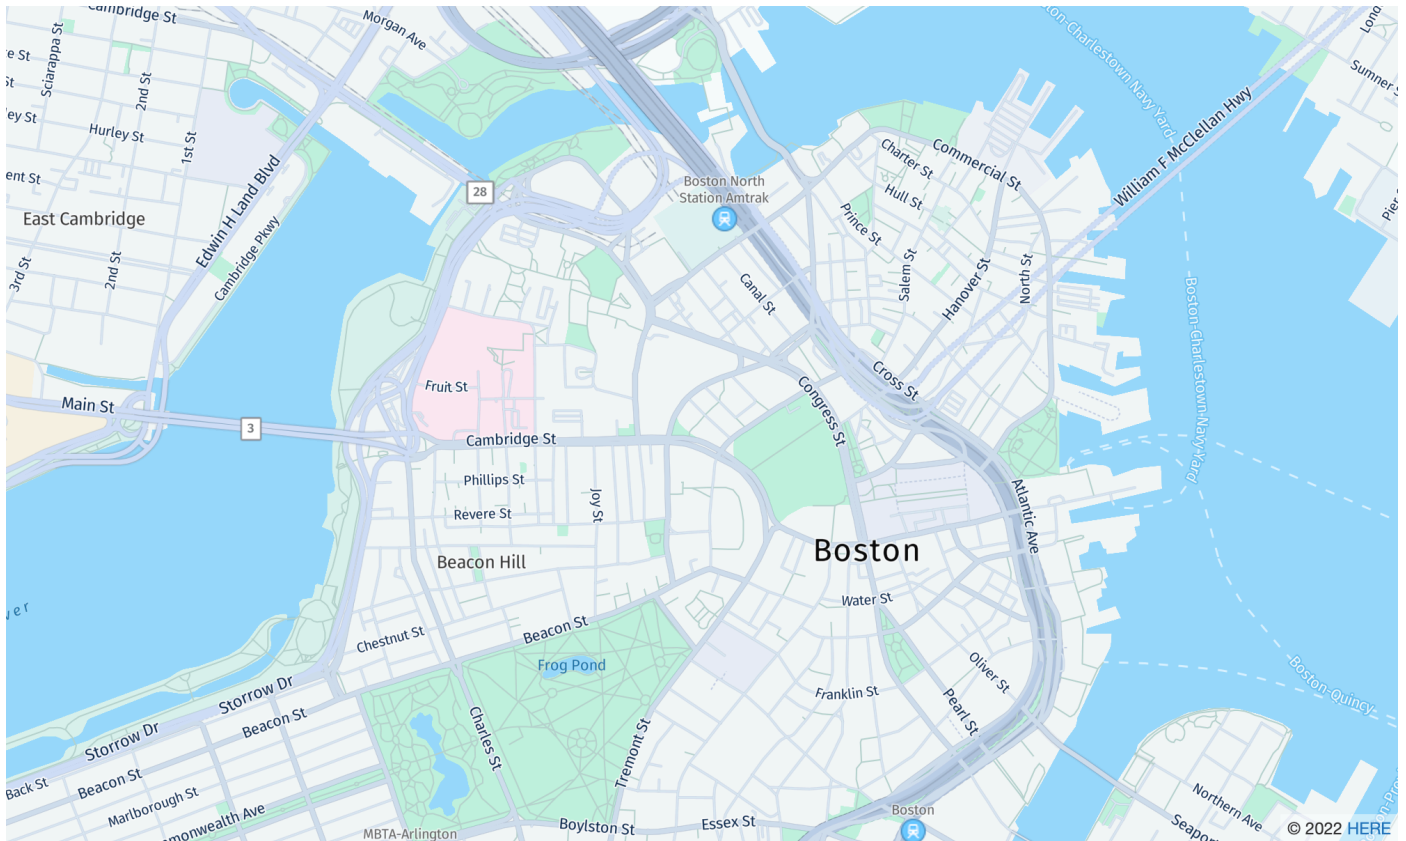 Cambridge St
Morgan Ave
Sciarappa St
2nd St
Hurley St
1st St
East Cambridge
Edwin H Land Blvd
Cambridge Pkwy
3rd St
2nd St
28
Boston North
Station Amtrak
Charter St
Commercial St
Hull St
Prince St
Salem St
Hanover St
North St
Canal St
William F McClellan Hwy
Sumner S
Boston-Charlestown Navy Yard
Main St
3
Fruit St
Cambridge St
Cross St
Congress St
Phillips St
Joy St
Revere St
Beacon Hill
Boston
Atlantic Ave
Water St
Chestnut St
Beacon St
Frog Pond
Storrow Dr
Storrow Dr
Beacon St
Beacon St
Back St
Marlborough St
mmonwealth Ave
Charles St
Tremont St
Franklin St
Oliver St
Pearl St
Boston-Quincy
MBTA-Arlington
Boylston St
Essex St
Boston
Northern Ave
Seapor
© 2022 HERE